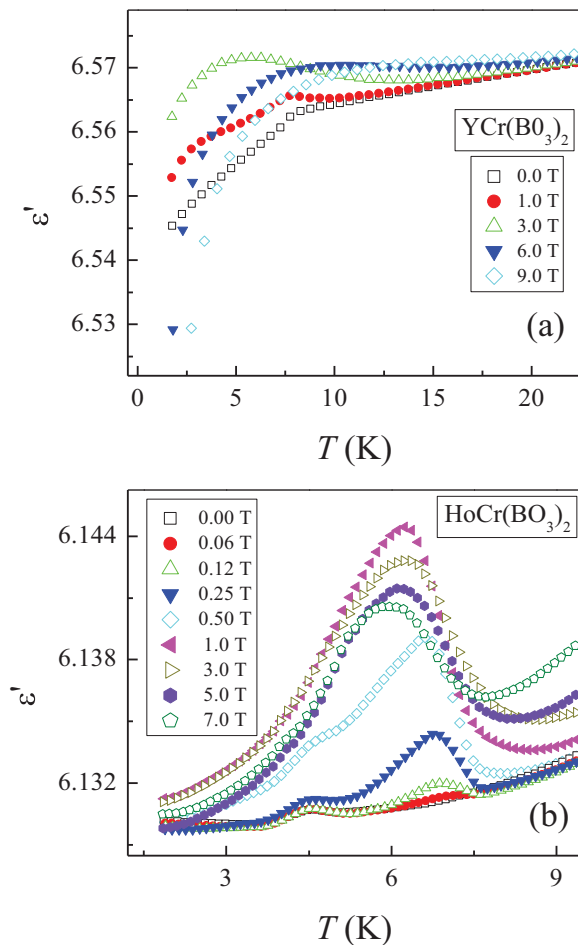 6.57
6.56
6.55
6.54
6.53
ε'
YCr(B0₃)₂
0.0 T
1.0 T
3.0 T
6.0 T
9.0 T
(a)
0 5 10 15 20
T (K)
HoCr(BO₃)₂
0.00 T
0.06 T
0.12 T
0.25 T
0.50 T
1.0 T
3.0 T
5.0 T
7.0 T
6.144
6.138
6.132
ε'
(b)
3 6 9
T (K)